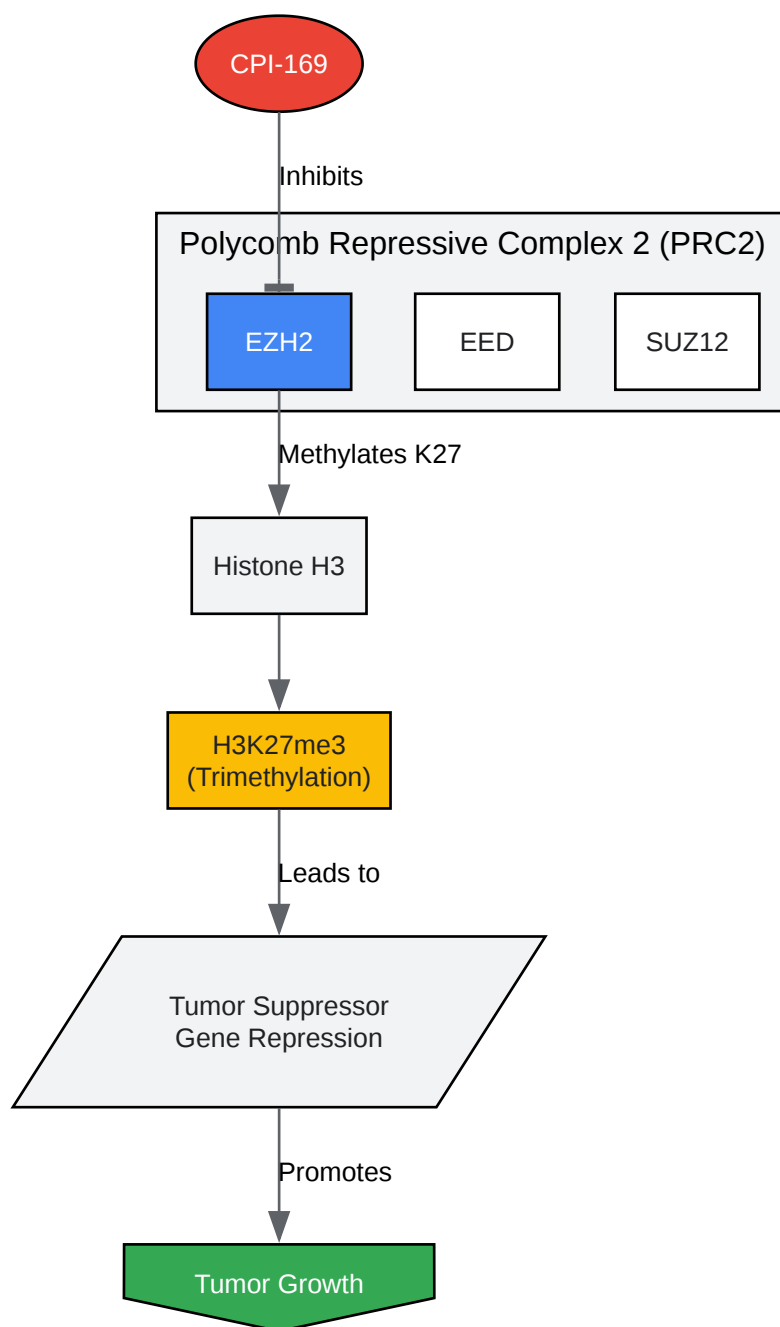 CPI-169
Inhibits
Polycomb Repressive Complex 2 (PRC2)
EZH2
EED
SUZ12
Methylates K27
Histone H3
H3K27me3
(Trimethylation)
Leads to
Tumor Suppressor
Gene Repression
Promotes
Tumor Growth